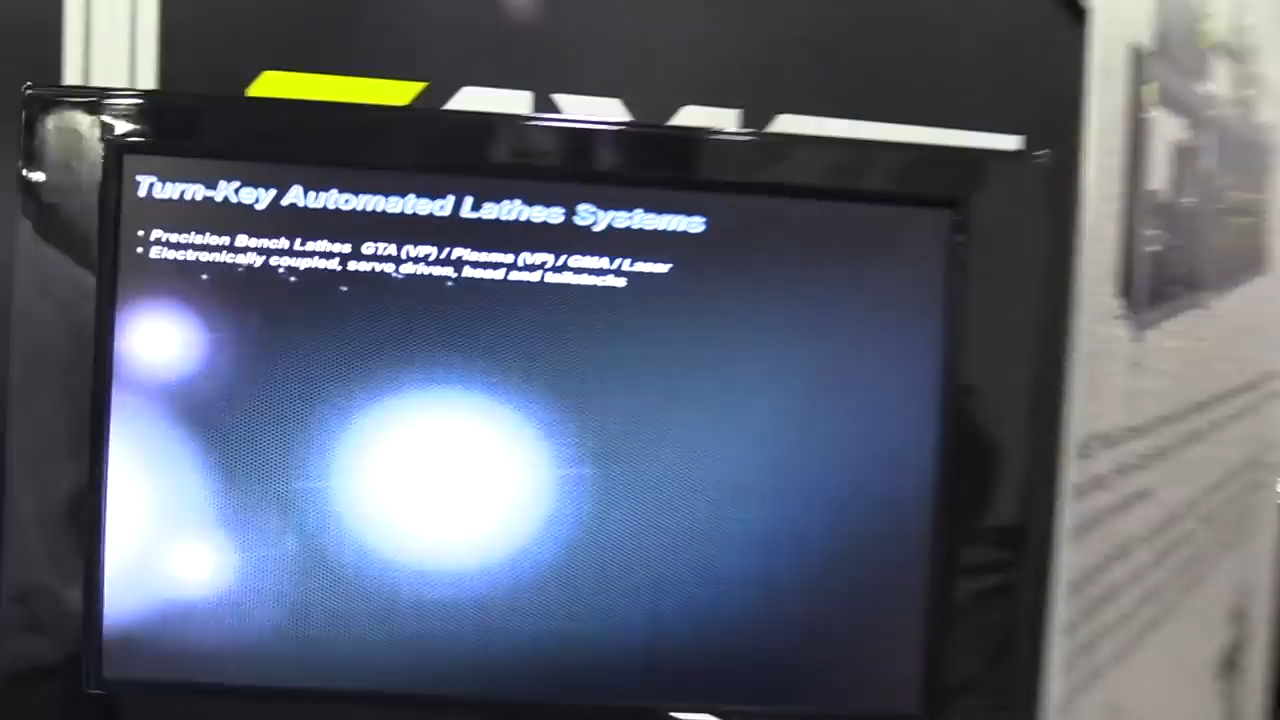 Turn-Key Automated Lathes Systems
• Precision Bench Lathes GTA (VP) / Plasma (VP) / GMA / Laser
• Electronically coupled, servo driven, head and tailstocks